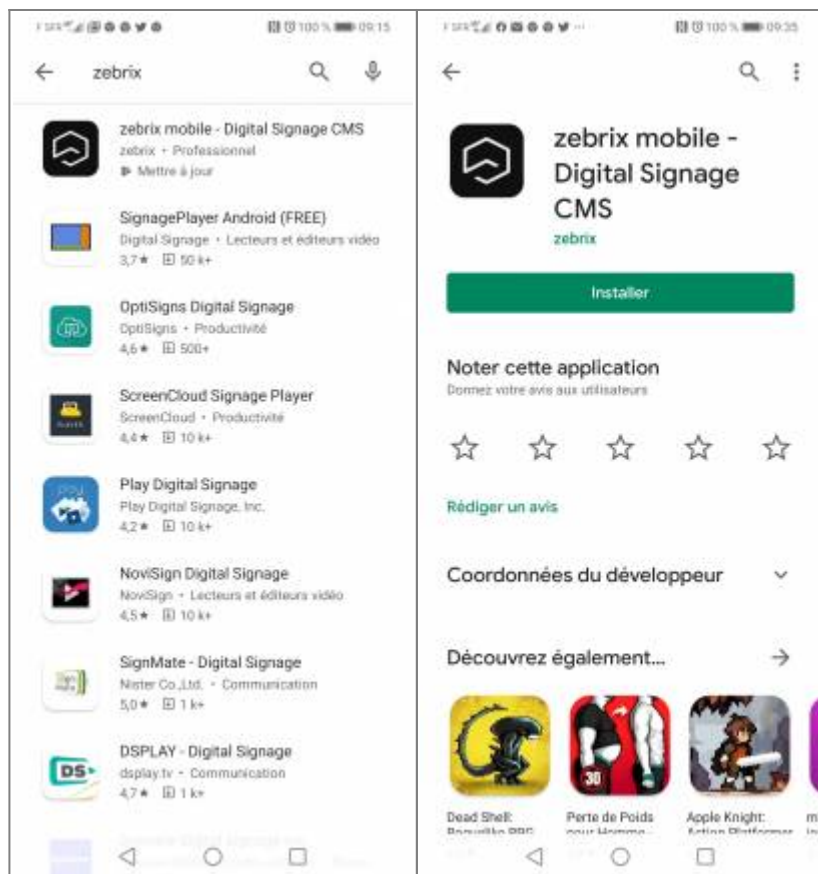 100 % 09:15
zebrix
zebrix mobile - Digital Signage CMS
zebrix • Professionnel
Mettre à jour
SignagePlayer Android (FREE)
Digital Signage • Lecteurs et éditeurs vidéo
3,7★ 50 k+
OptiSigns Digital Signage
OptiSigns • Productivité
4,6★ 500+
ScreenCloud Signage Player
ScreenCloud • Productivité
4,4★ 10 k+
Play Digital Signage
Play Digital Signage, Inc.
4,2★ 10 k+
NoviSign Digital Signage
NoviSign • Lecteurs et éditeurs vidéo
4,5★ 10 k+
SignMate - Digital Signage
Nister Co.,Ltd. • Communication
5,0★ 1 k+
DS
DSPLAY - Digital Signage
dsplay.tv • Communication
4,7★ 1 k+
100 % 09:35
zebrix mobile -
Digital Signage
CMS
zebrix
Installer
Noter cette application
Donnez votre avis aux utilisateurs
Rédiger un avis
Coordonnées du développeur
Découvrez également...
30
Dead Shell:
Roguelike RPG
Perte de Poids
pour Homme
Apple Knight:
Action Platformer